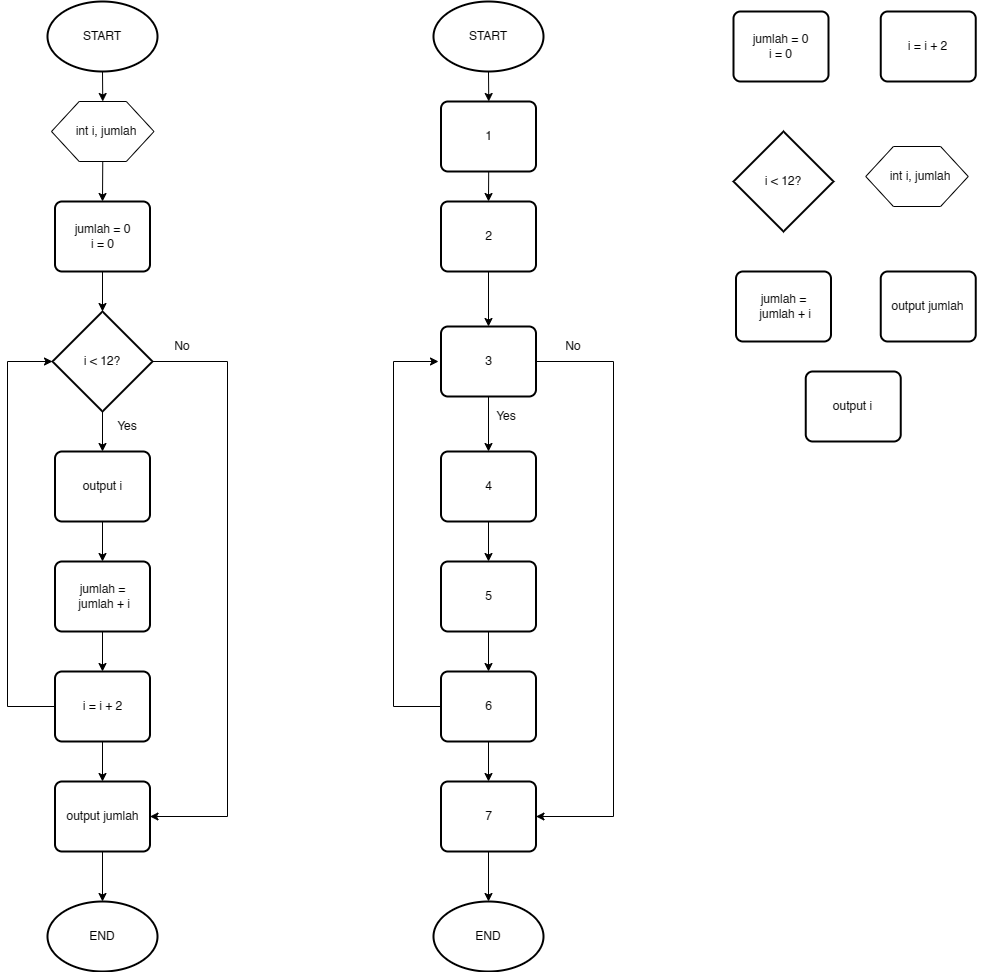 START
int i, jumlah
jumlah = 0
i = 0
i < 12?
No
Yes
output i
jumlah =
jumlah + i
i = i + 2
output jumlah
END
START
1
2
3
No
Yes
4
5
6
7
END
jumlah = 0
i = 0
i = i + 2
i < 12?
int i, jumlah
jumlah =
jumlah + i
output jumlah
output i